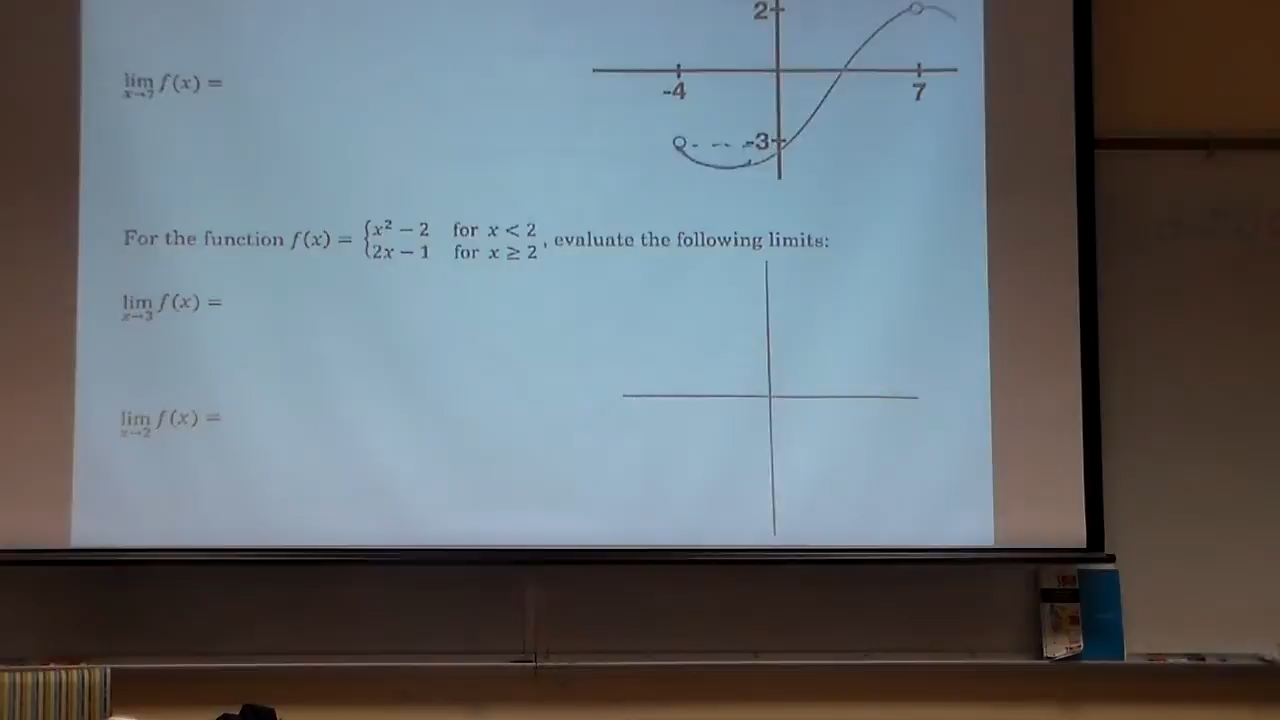 2
lim f(x) =
x→7
-4
7
-3
For the function f(x) = {x² − 2 for x < 2
{2x − 1 for x ≥ 2 , evaluate the following limits:
lim f(x) =
x→3
lim f(x) =
x→2